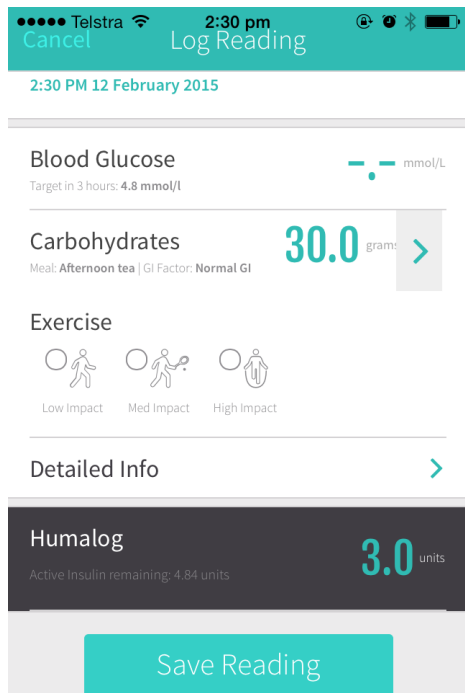 Telstra 2:30 pm
Cancel Log Reading
2:30 PM 12 February 2015
Blood Glucose -.- mmol/L
Target in 3 hours: 4.8 mmol/l
Carbohydrates 30.0 grams
Meal: Afternoon tea | GI Factor: Normal GI
Exercise
Low Impact Med Impact High Impact
Detailed Info
Humalog 3.0 units
Active Insulin remaining: 4.84 units
Save Reading